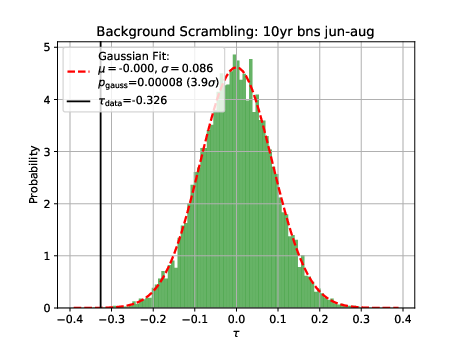 Background Scrambling: 10yr bns jun-aug
Gaussian Fit:
μ = -0.000, σ = 0.086
p_gauss=0.00008 (3.9σ)
τ_data=-0.326
Probability
5
4
3
2
1
0
−0.4 −0.3 −0.2 −0.1 0.0 0.1 0.2 0.3 0.4
τ